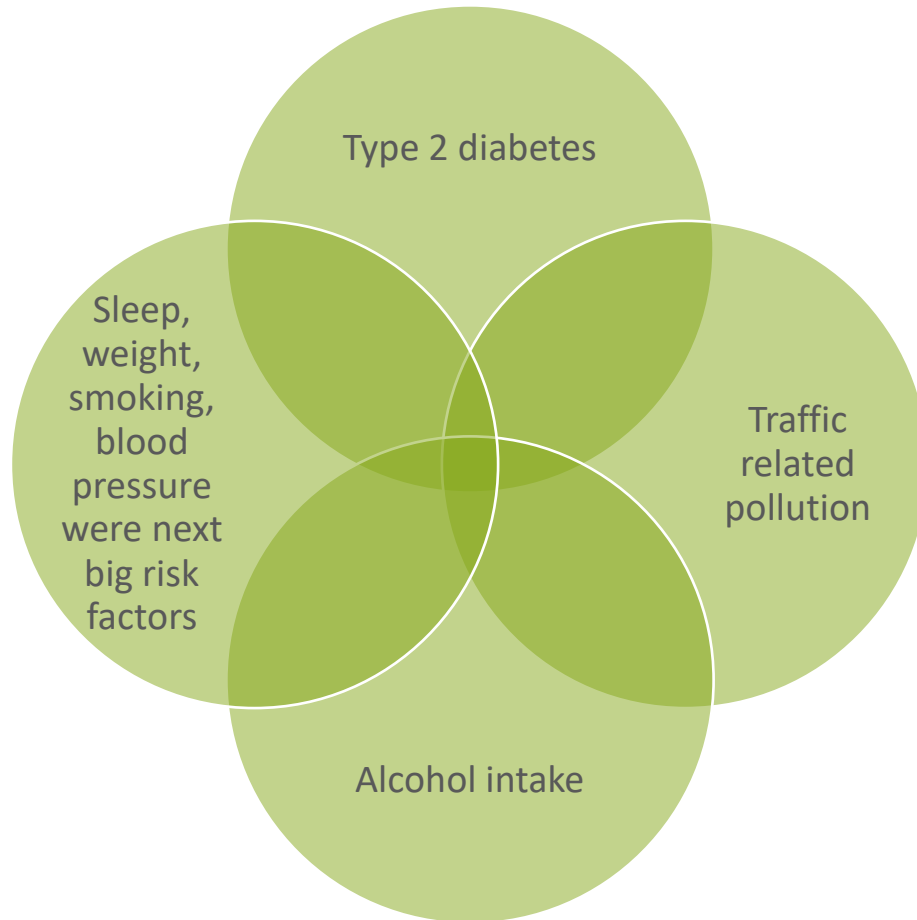 Type 2 diabetes
Sleep,
weight,
smoking,
blood
pressure
were next
big risk
factors
Traffic
related
pollution
Alcohol intake